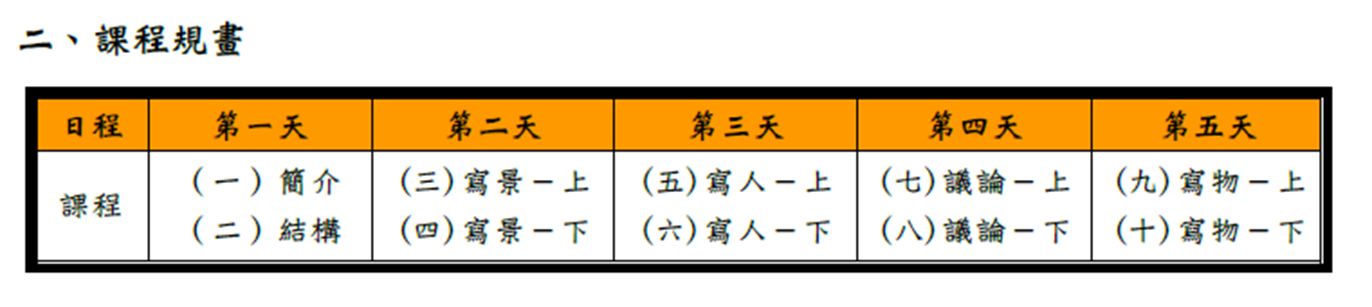 二、課程規畫
日程 第一天 第二天 第三天 第四天 第五天
課程
(一)簡介 (三)寫景－上 (五)寫人－上 (七)議論－上 (九)寫物－上
(二)結構 (四)寫景－下 (六)寫人－下 (八)議論－下 (十)寫物－下